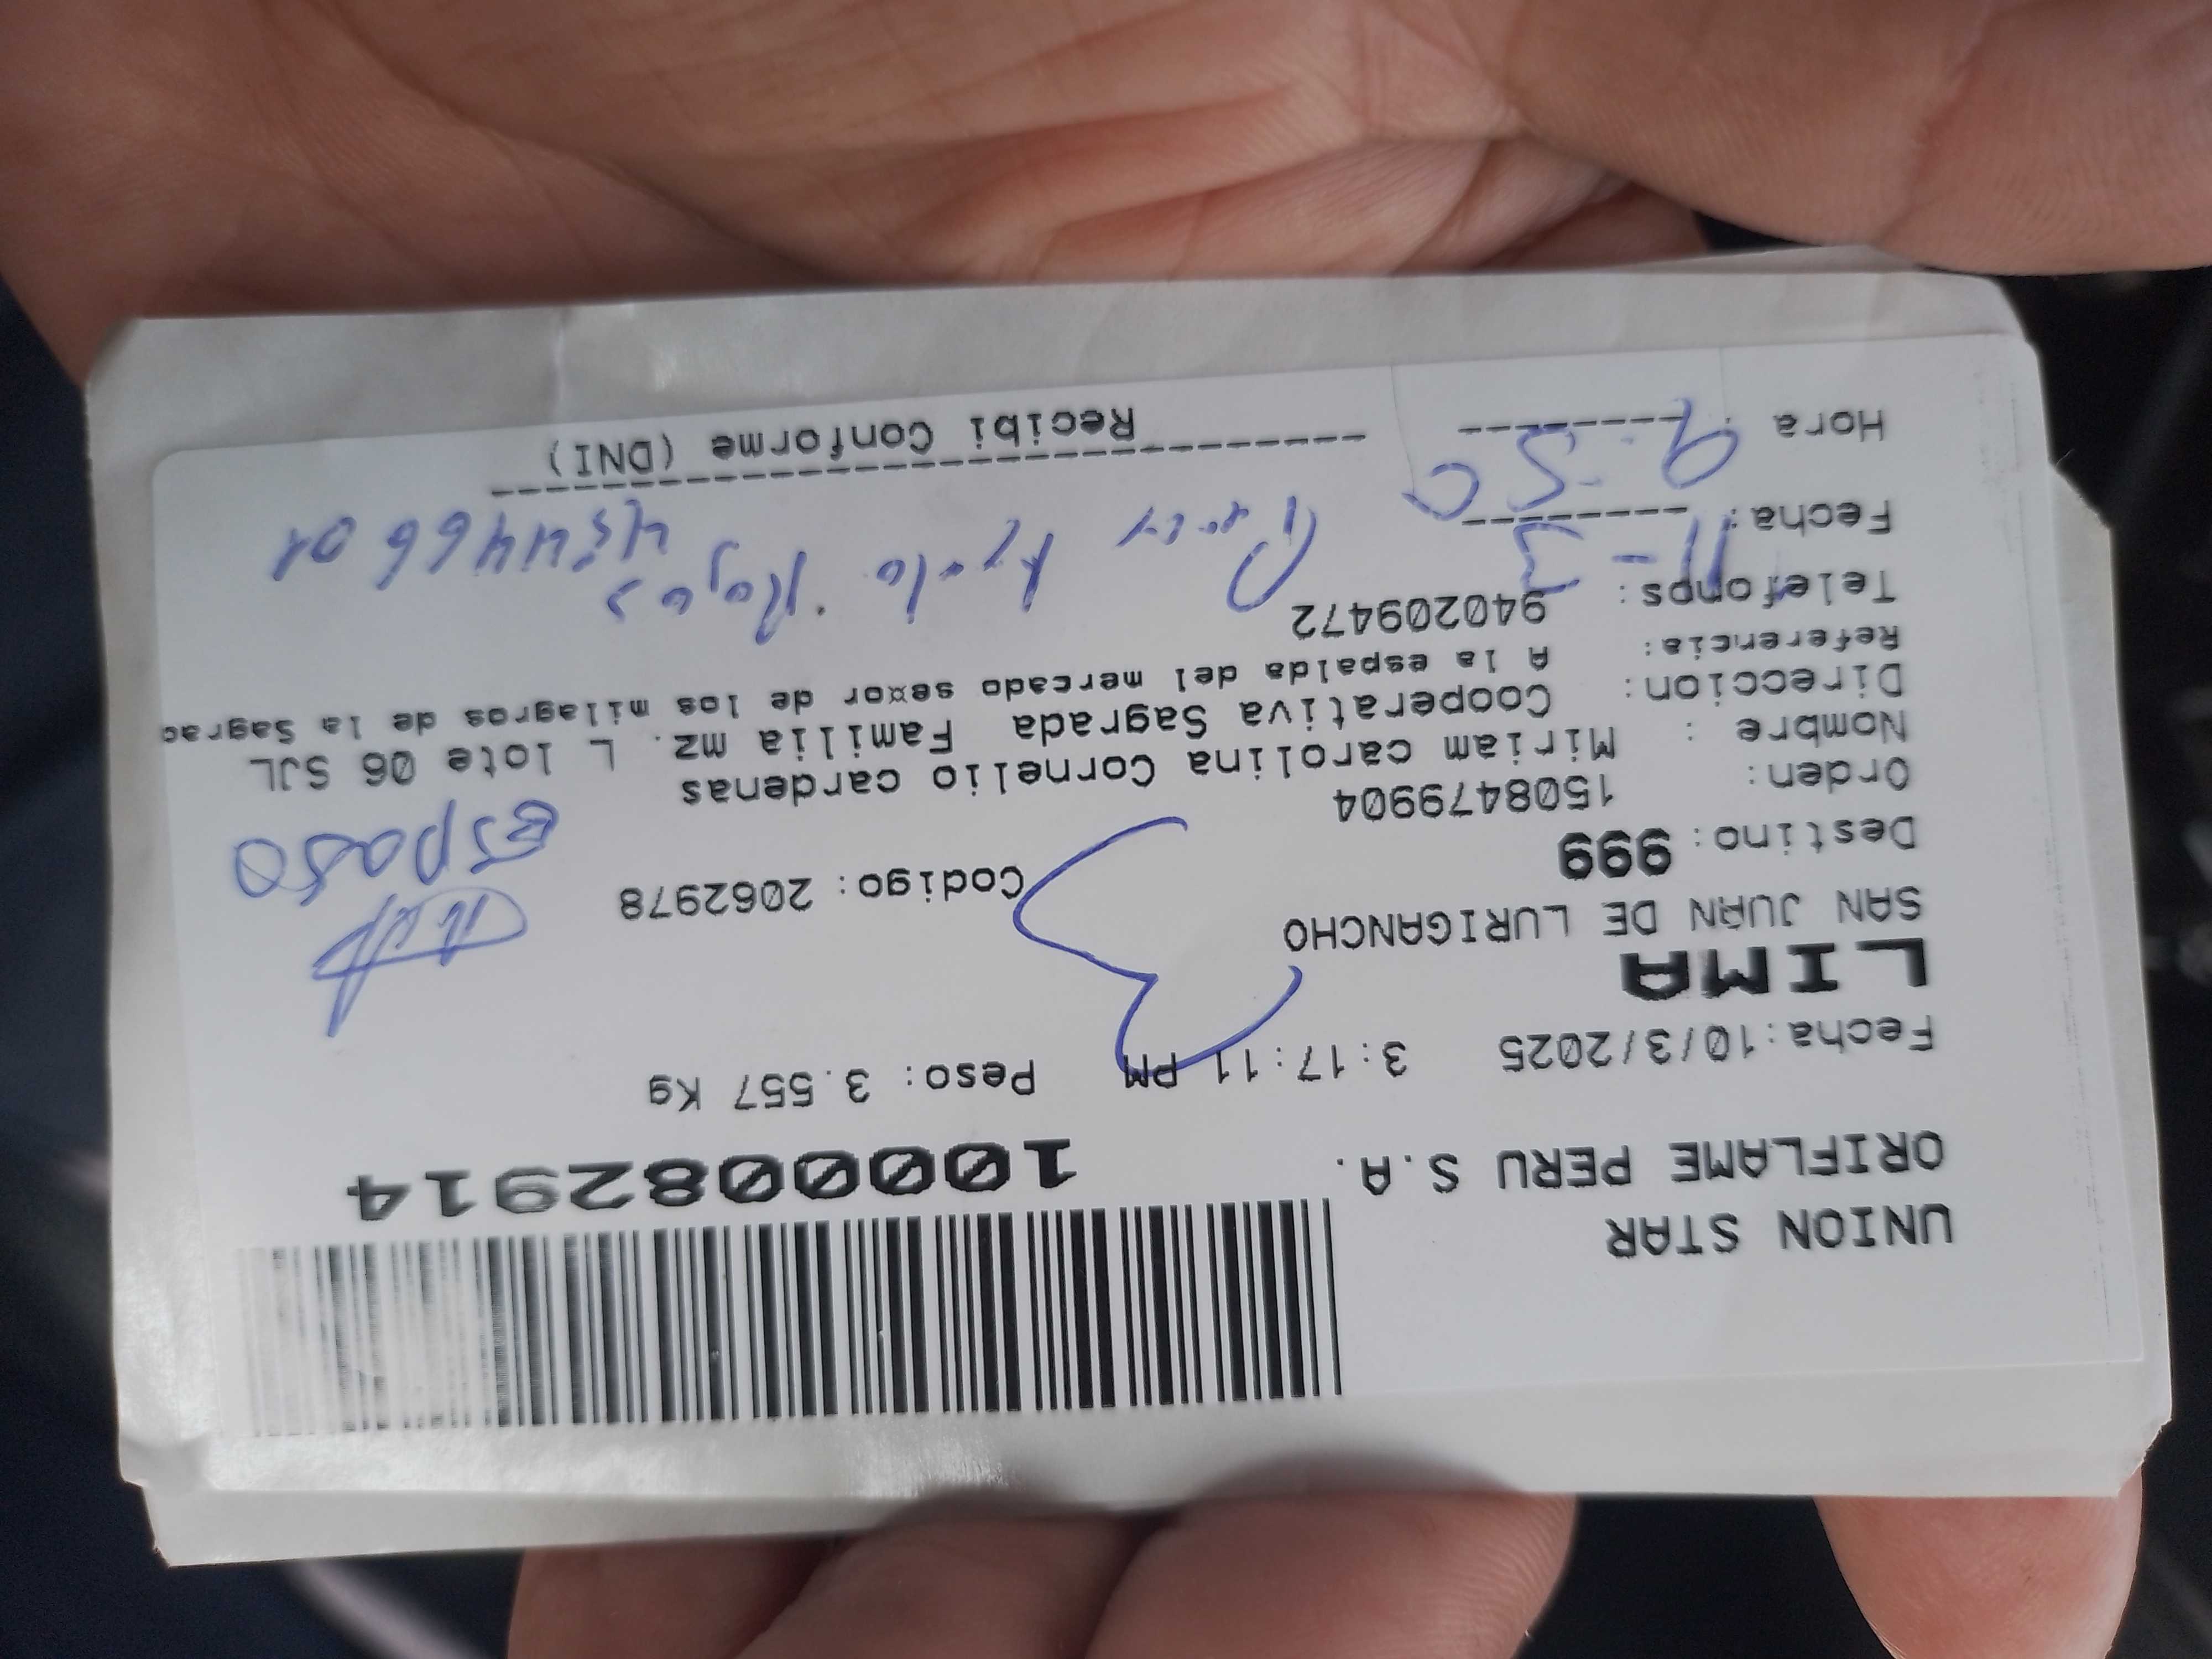 UNION STAR
ORIFLAME PERU S.A.
1000082914
Fecha:10/3/2025 3:17:11 PM Peso: 3.557 Kg
LIMA
SAN JUAN DE LURIGANCHO
Destino: 999 Codigo: 2062978
Orden: 1508479904
Nombre : Miriam carolina Cornelio cardenas
Esposo
Direccion: Cooperativa Sagrada Familia mz. L lote 06 SJL
Referencia: A la espalda del mercado se¤or de los milagros de la Sagrac
Telefonos: 940209472
Fecha: 11-3
45446601
Hora : 9-50
Recibi Conforme (DNI)